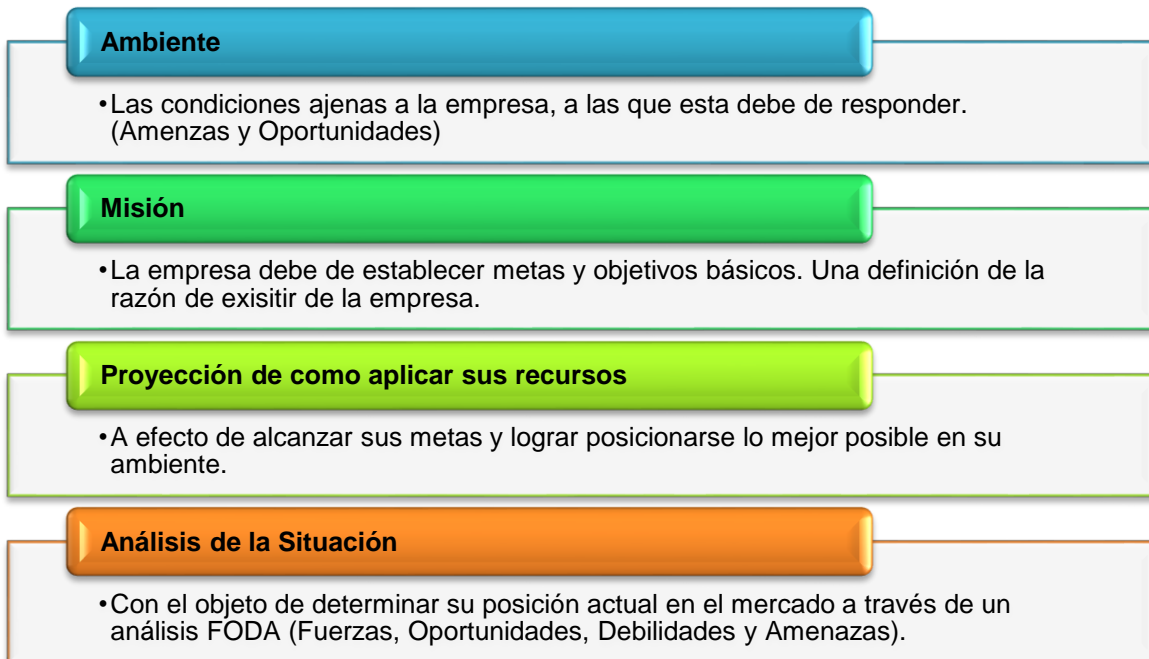 Ambiente
•Las condiciones ajenas a la empresa, a las que esta debe de responder.
(Amenzas y Oportunidades)
Misión
•La empresa debe de establecer metas y objetivos básicos. Una definición de la
razón de exisitir de la empresa.
Proyección de como aplicar sus recursos
•A efecto de alcanzar sus metas y lograr posicionarse lo mejor posible en su
ambiente.
Análisis de la Situación
•Con el objeto de determinar su posición actual en el mercado a través de un
análisis FODA (Fuerzas, Oportunidades, Debilidades y Amenazas).